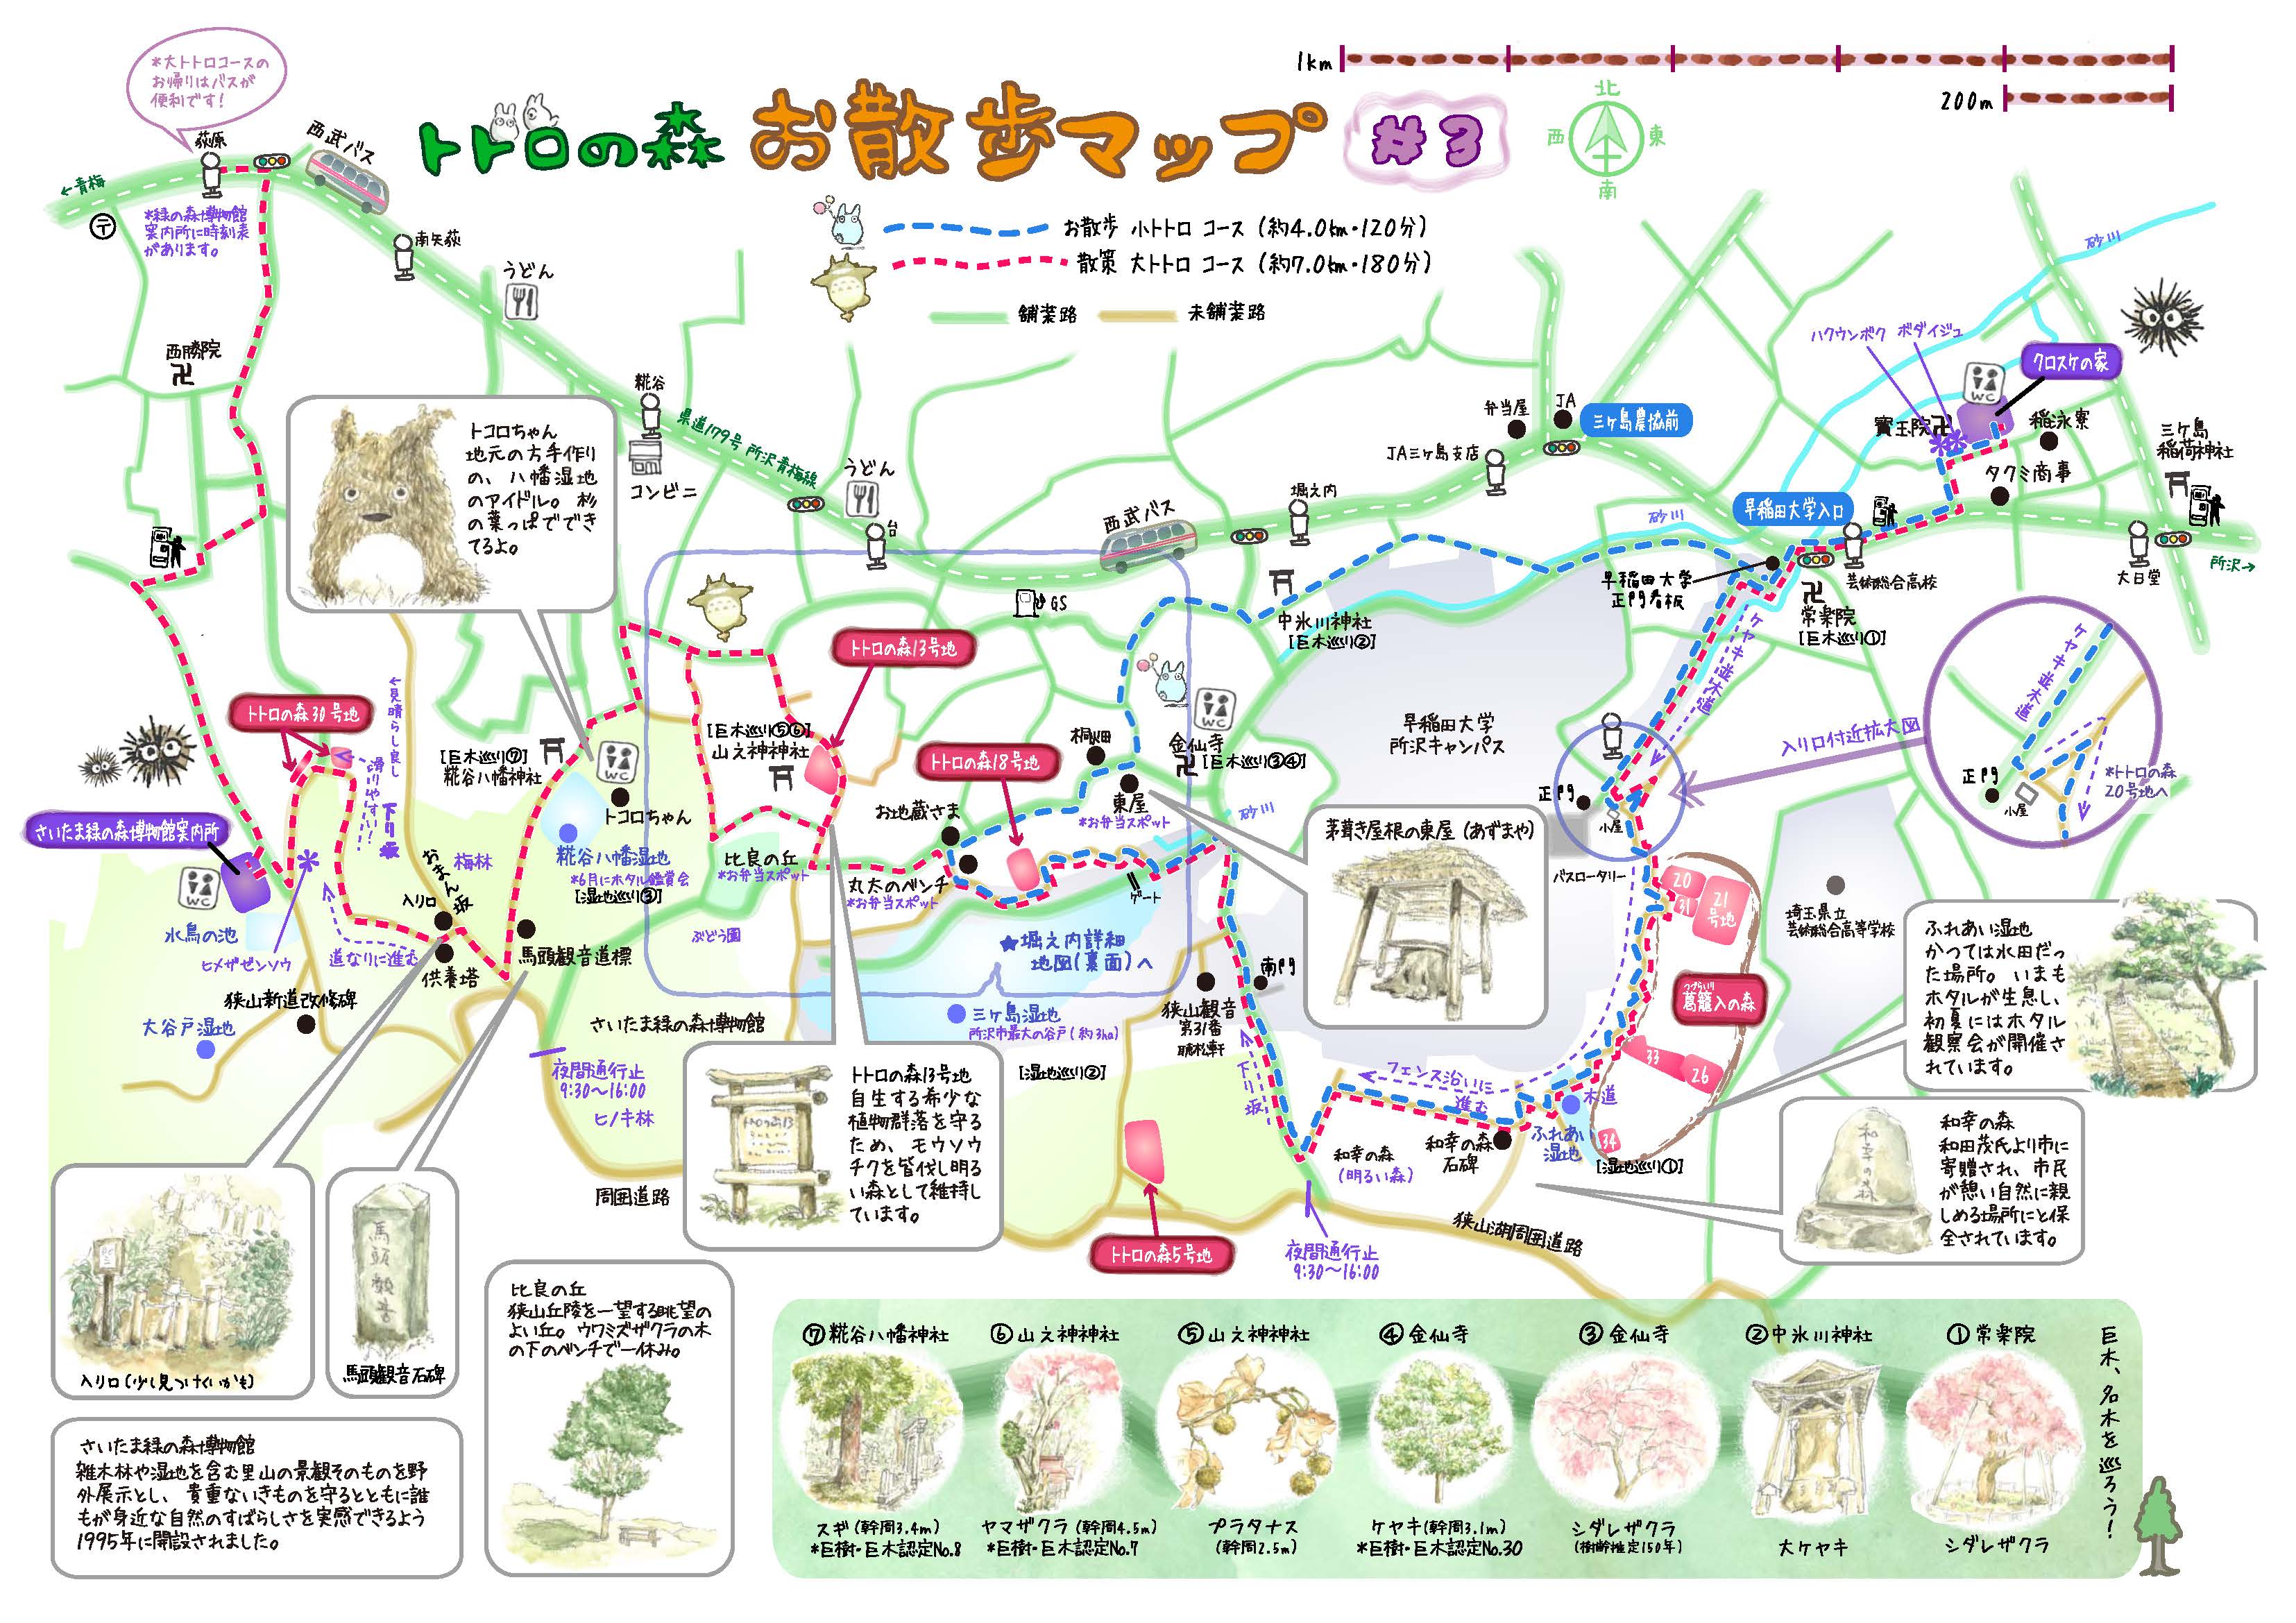 *大トトロコースの
お帰りはバスが
便利です！
トトロの森 お散歩マップ #3
1km
200m
北
西
東
南
お散歩 小トトロ コース (約4.0km・120分)
散策 大トトロ コース (約7.0km・180分)
舗装路
未舗装路
荻原
西武バス
←青梅
〒
*緑の森博物館
案内所に時刻表
があります。
南矢荻
うどん
西勝院
糀谷
県道179号 所沢青梅線
コンビニ
うどん
台
トコロちゃん
地元の方手作り
の、八幡湿地
のアイドル。杉
の葉っぱででき
てるよ。
西武バス
GS
堀之内
JA三ヶ島支店
弁当屋
JA
三ヶ島農協前
砂川
砂川
ハクウンボク
ボダイジュ
クロスケの家
WC
寶玉院
稲永寮
タクミ商事
三ヶ島
稲荷神社
早稲田大学入口
芸術総合高校
大日堂
所沢→
早稲田大学
正門看板
常楽院
[巨木巡り①]
中氷川神社
[巨木巡り②]
ケヤキ並木道
早稲田大学
所沢キャンパス
正門
小屋
バスロータリー
入り口付近拡大図
ケヤキ並木道
正門
小屋
*トトロの森
20号地へ
トトロの森13号地
[巨木巡り⑤⑥]
山之神神社
トトロの森18号地
桐畑
WC
金仙寺
[巨木巡り③④]
東屋
*お弁当スポット
お地蔵さま
丸太のベンチ
*お弁当スポット
比良の丘
*お弁当スポット
ゲート
砂川
トトロの森30号地
←見晴らし良し
滑りやすい！
下り坂
さいたま緑の森博物館案内所
WC
水鳥の池
ヒメザゼンソウ
道なりに進む
梅林
おまん坂
入り口
供養塔
馬頭観音道標
[巨木巡り⑦]
糀谷八幡神社
WC
トコロちゃん
糀谷八幡湿地
*6月にホタル鑑賞会
[湿地巡り③]
ぶどう園
★堀之内詳細
地図(裏面)へ
三ヶ島湿地
所沢市最大の谷戸(約3ha)
[湿地巡り②]
狭山新道改修碑
大谷戸湿地
さいたま緑の森博物館
夜間通行止
9:30〜16:00
ヒノキ林
周囲道路
狭山観音
第31番
聴松軒
南門
下り坂
茅葺き屋根の東屋(あずまや)
20
31
21
号地
埼玉県立
芸術総合高等学校
葛籠入の森
33
26
34
フェンス沿いに
進む
木道
ふれあい
湿地
[湿地巡り①]
和幸の森
石碑
和幸の森
(明るい森)
狭山湖周囲道路
夜間通行止
9:30〜16:00
トトロの森5号地
ふれあい湿地
かつては水田だっ
た場所。いまも
ホタルが生息し、
初夏にはホタル
観察会が開催さ
れています。
和幸の森
和幸の森
和田茂氏より市に
寄贈され、市民
が憩い自然に親
しめる場所にと保
全されています。
トトロの森13号地
自生する希少な
植物群落を守る
ため、モウソウ
チクを皆伐し明る
い森として維持し
ています。
入り口(少し見つけにくいかも)
馬頭観音
馬頭観音石碑
比良の丘
狭山丘陵を一望する眺望の
よい丘。ウワミズザクラの木
の下のベンチで一休み。
さいたま緑の森博物館
雑木林や湿地を含む里山の景観そのものを野
外展示とし、貴重ないきものを守るとともに誰
もが身近な自然のすばらしさを実感できるよう
1995年に開設されました。
⑦糀谷八幡神社
スギ(幹周3.4m)
*巨樹・巨木認定No.8
⑥山之神神社
ヤマザクラ(幹周4.5m)
*巨樹・巨木認定No.7
⑤山之神神社
プラタナス
(幹周2.5m)
④金仙寺
ケヤキ(幹周3.1m)
*巨樹・巨木認定No.30
③金仙寺
シダレザクラ
(樹齢推定150年)
②中氷川神社
大ケヤキ
①常楽院
シダレザクラ
巨木、名木を巡ろう！